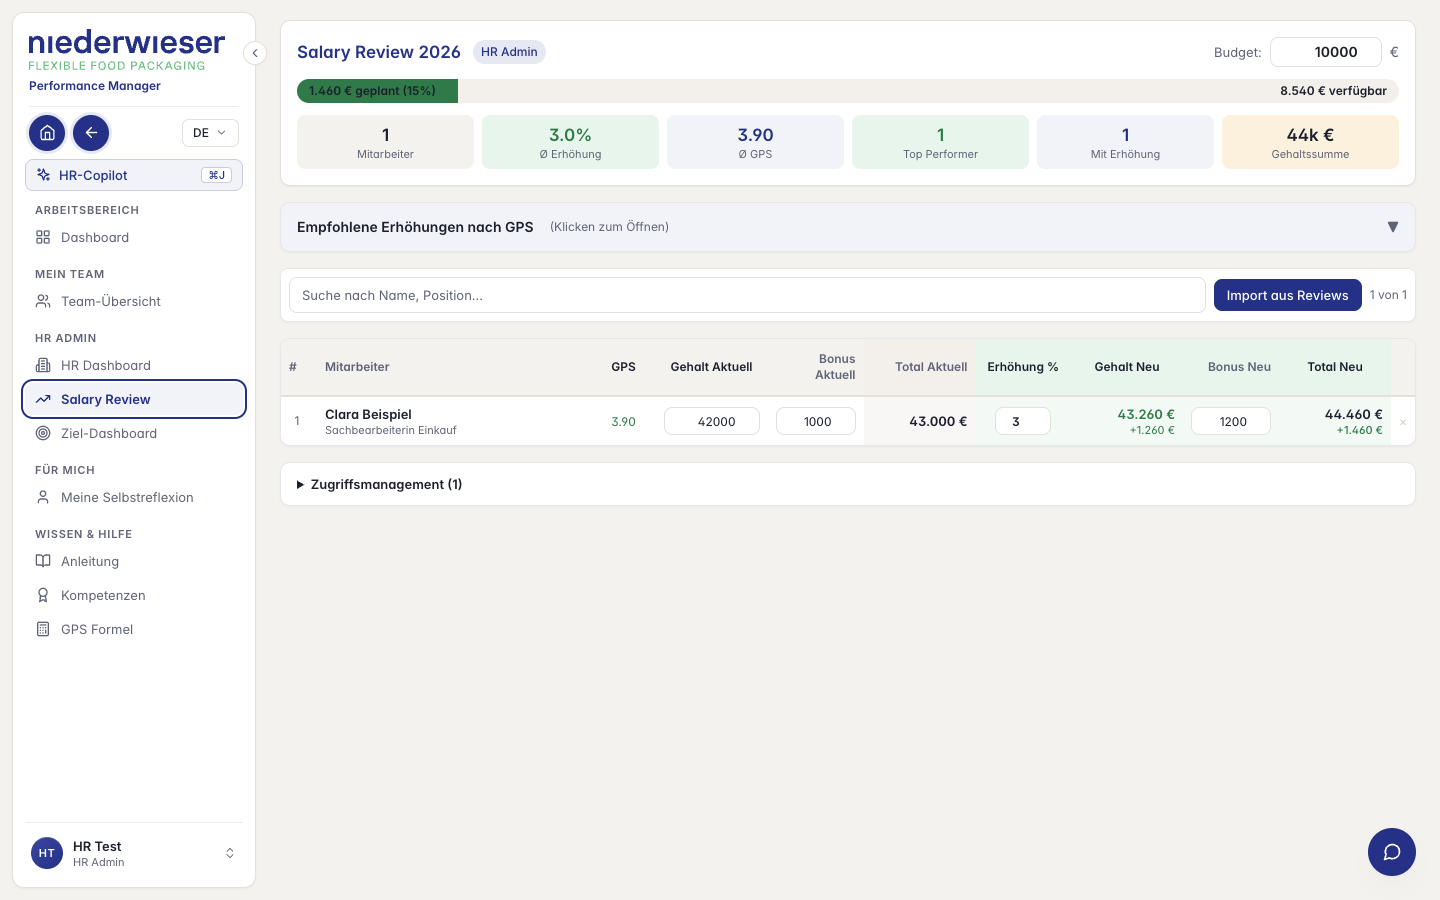 niederwieser
FLEXIBLE FOOD PACKAGING
Performance Manager
DE
HR-Copilot
⌘J
ARBEITSBEREICH
Dashboard
MEIN TEAM
Team-Übersicht
HR ADMIN
HR Dashboard
Salary Review
Ziel-Dashboard
FÜR MICH
Meine Selbstreflexion
WISSEN & HILFE
Anleitung
Kompetenzen
GPS Formel
HT
HR Test
HR Admin
Salary Review 2026
HR Admin
Budget:
10000
€
1.460 € geplant (15%)
8.540 € verfügbar
1
Mitarbeiter
3.0%
Ø Erhöhung
3.90
Ø GPS
1
Top Performer
1
Mit Erhöhung
44k €
Gehaltssumme
Empfohlene Erhöhungen nach GPS
(Klicken zum Öffnen)
▼
Suche nach Name, Position...
Import aus Reviews
1 von 1
#
Mitarbeiter
GPS
Gehalt Aktuell
Bonus
Aktuell
Total Aktuell
Erhöhung %
Gehalt Neu
Bonus Neu
Total Neu
1
Clara Beispiel
Sachbearbeiterin Einkauf
3.90
42000
1000
43.000 €
3
43.260 €
+1.260 €
1200
44.460 €
+1.460 €
×
▶ Zugriffsmanagement (1)